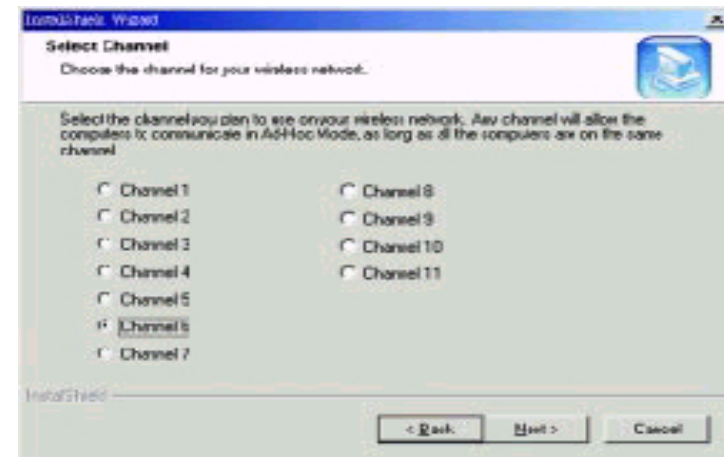 InstallShield Wizard
Select Channel
Choose the channel for your wireless network.
Select the channel you plan to use on your wireless network. Any channel will allow the
computers to communicate in Ad-Hoc Mode, as long as all the computers are on the same
channel
Channel 1
Channel 2
Channel 3
Channel 4
Channel 5
Channel 6
Channel 7
Channel 8
Channel 9
Channel 10
Channel 11
InstallShield
< Back
Next >
Cancel